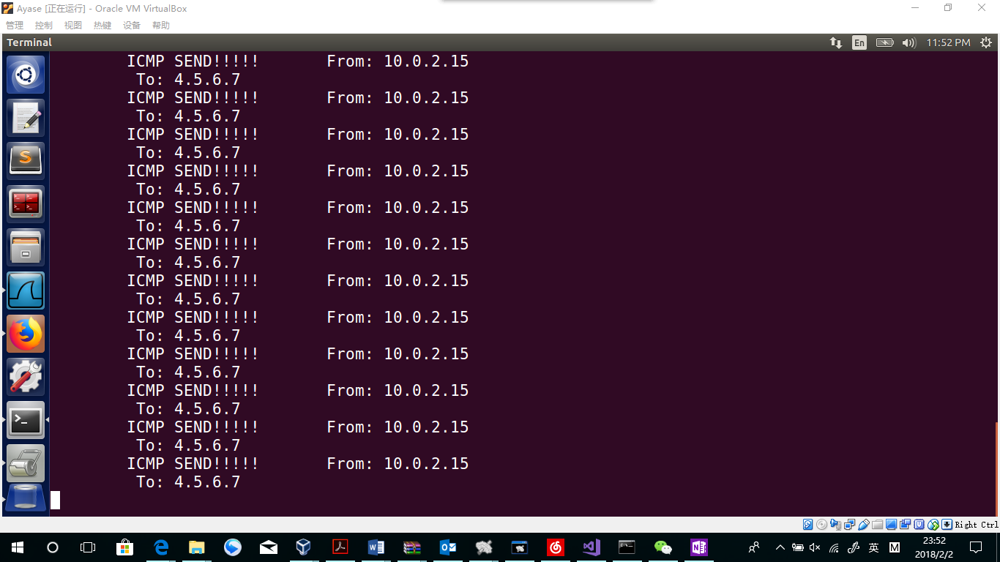 Ayase [正在运行] - Oracle VM VirtualBox
管理 控制 视图 热键 设备 帮助
Terminal En 11:52 PM
ICMP SEND!!!!! From: 10.0.2.15
To: 4.5.6.7
ICMP SEND!!!!! From: 10.0.2.15
To: 4.5.6.7
ICMP SEND!!!!! From: 10.0.2.15
To: 4.5.6.7
ICMP SEND!!!!! From: 10.0.2.15
To: 4.5.6.7
ICMP SEND!!!!! From: 10.0.2.15
To: 4.5.6.7
ICMP SEND!!!!! From: 10.0.2.15
To: 4.5.6.7
ICMP SEND!!!!! From: 10.0.2.15
To: 4.5.6.7
ICMP SEND!!!!! From: 10.0.2.15
To: 4.5.6.7
ICMP SEND!!!!! From: 10.0.2.15
To: 4.5.6.7
ICMP SEND!!!!! From: 10.0.2.15
To: 4.5.6.7
ICMP SEND!!!!! From: 10.0.2.15
To: 4.5.6.7
ICMP SEND!!!!! From: 10.0.2.15
To: 4.5.6.7
Right Ctrl
英 M 23:52
2018/2/2